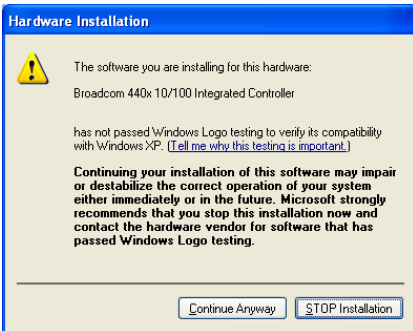 Hardware Installation
The software you are installing for this hardware:
Broadcom 440x 10/100 Integrated Controller
has not passed Windows Logo testing to verify its compatibility
with Windows XP. (Tell me why this testing is important.)
Continuing your installation of this software may impair
or destabilize the correct operation of your system
either immediately or in the future. Microsoft strongly
recommends that you stop this installation now and
contact the hardware vendor for software that has
passed Windows Logo testing.
Continue Anyway STOP Installation